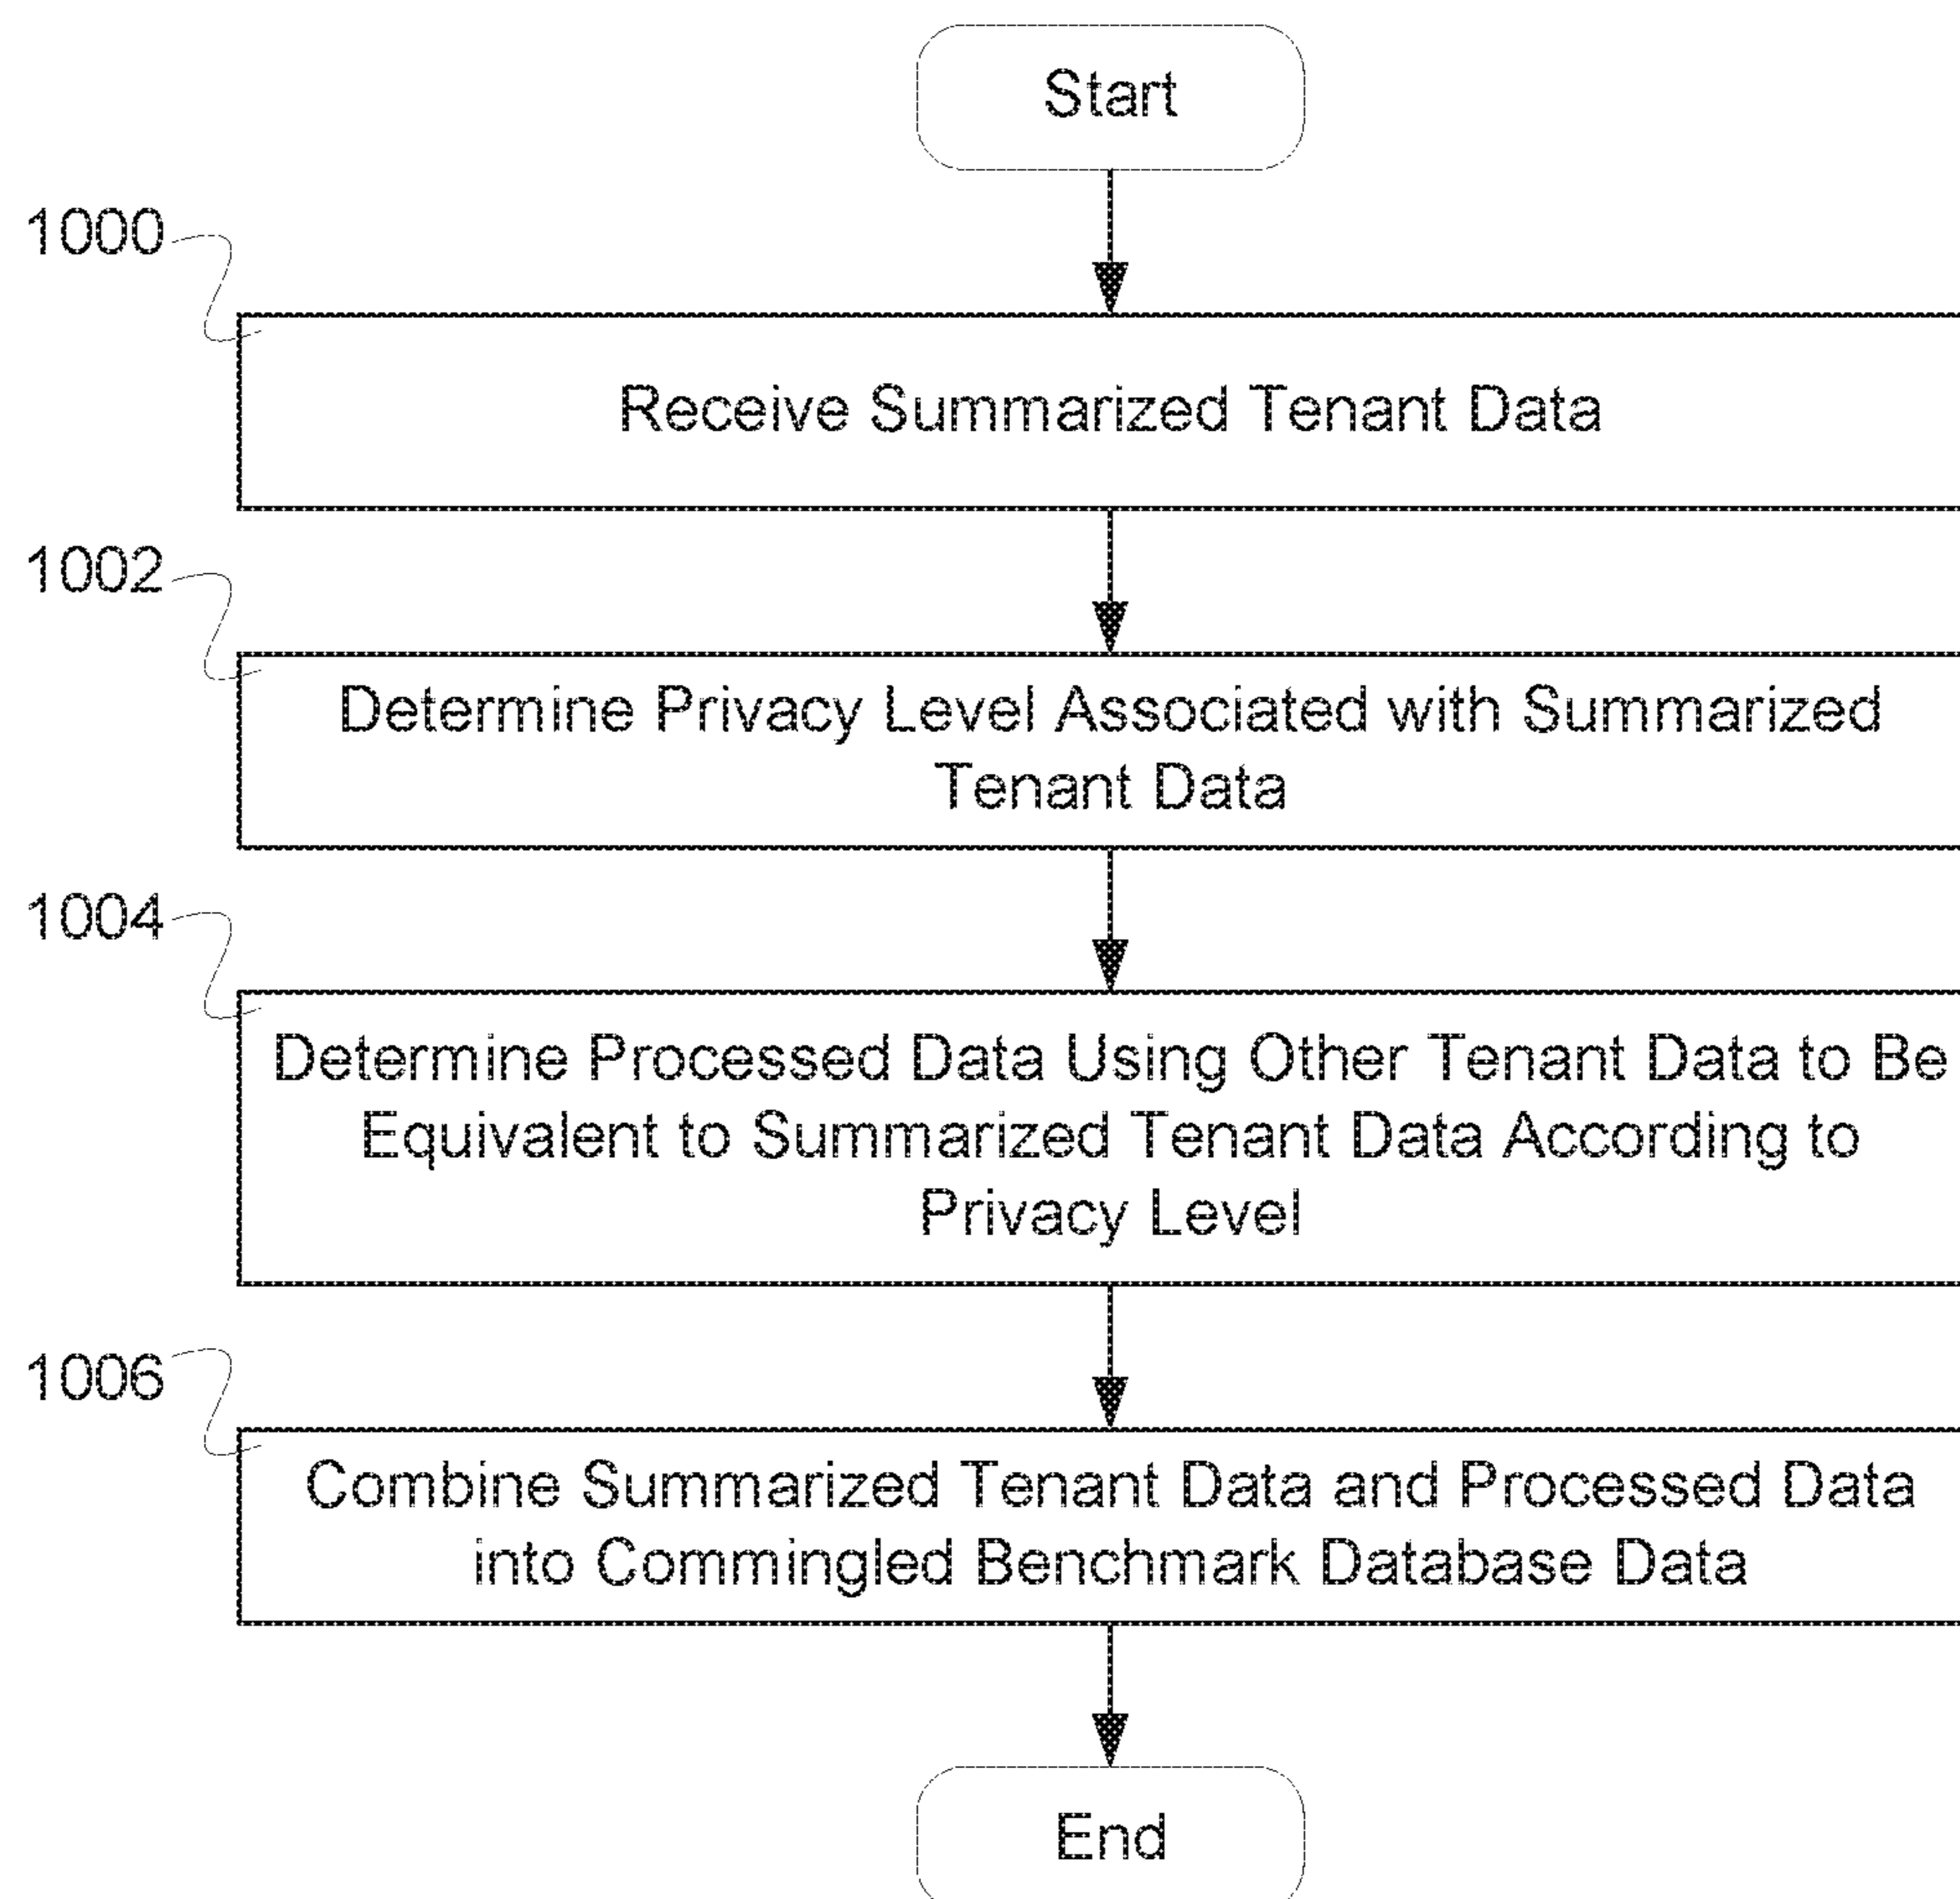 Start
1000
Receive Summarized Tenant Data
1002
Determine Privacy Level Associated with Summarized
Tenant Data
1004
Determine Processed Data Using Other Tenant Data to Be
Equivalent to Summarized Tenant Data According to
Privacy Level
1006
Combine Summarized Tenant Data and Processed Data
into Commingled Benchmark Database Data
End